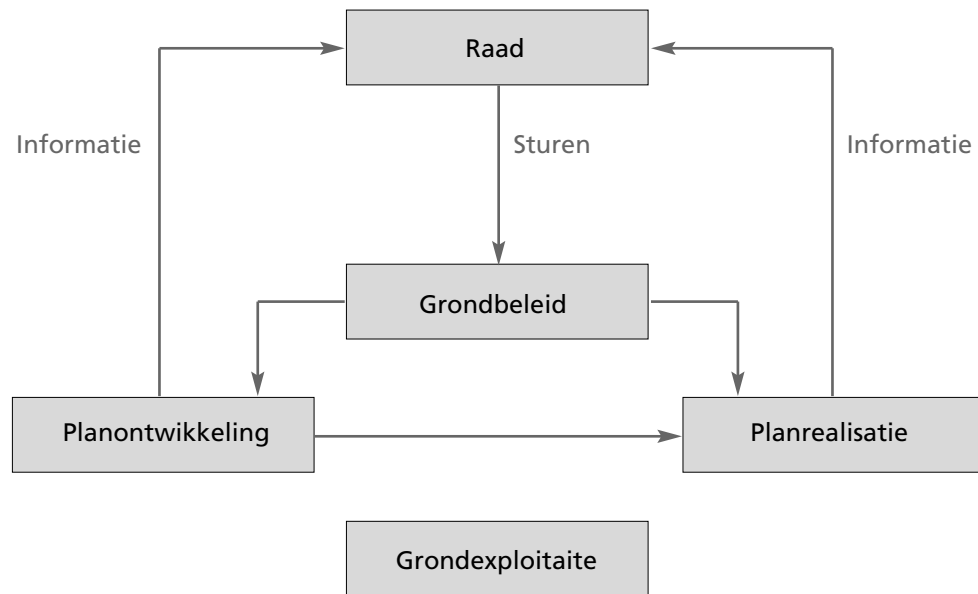 Raad
Informatie
Sturen
Informatie
Grondbeleid
Planontwikkeling
Planrealisatie
Grondexploitaite